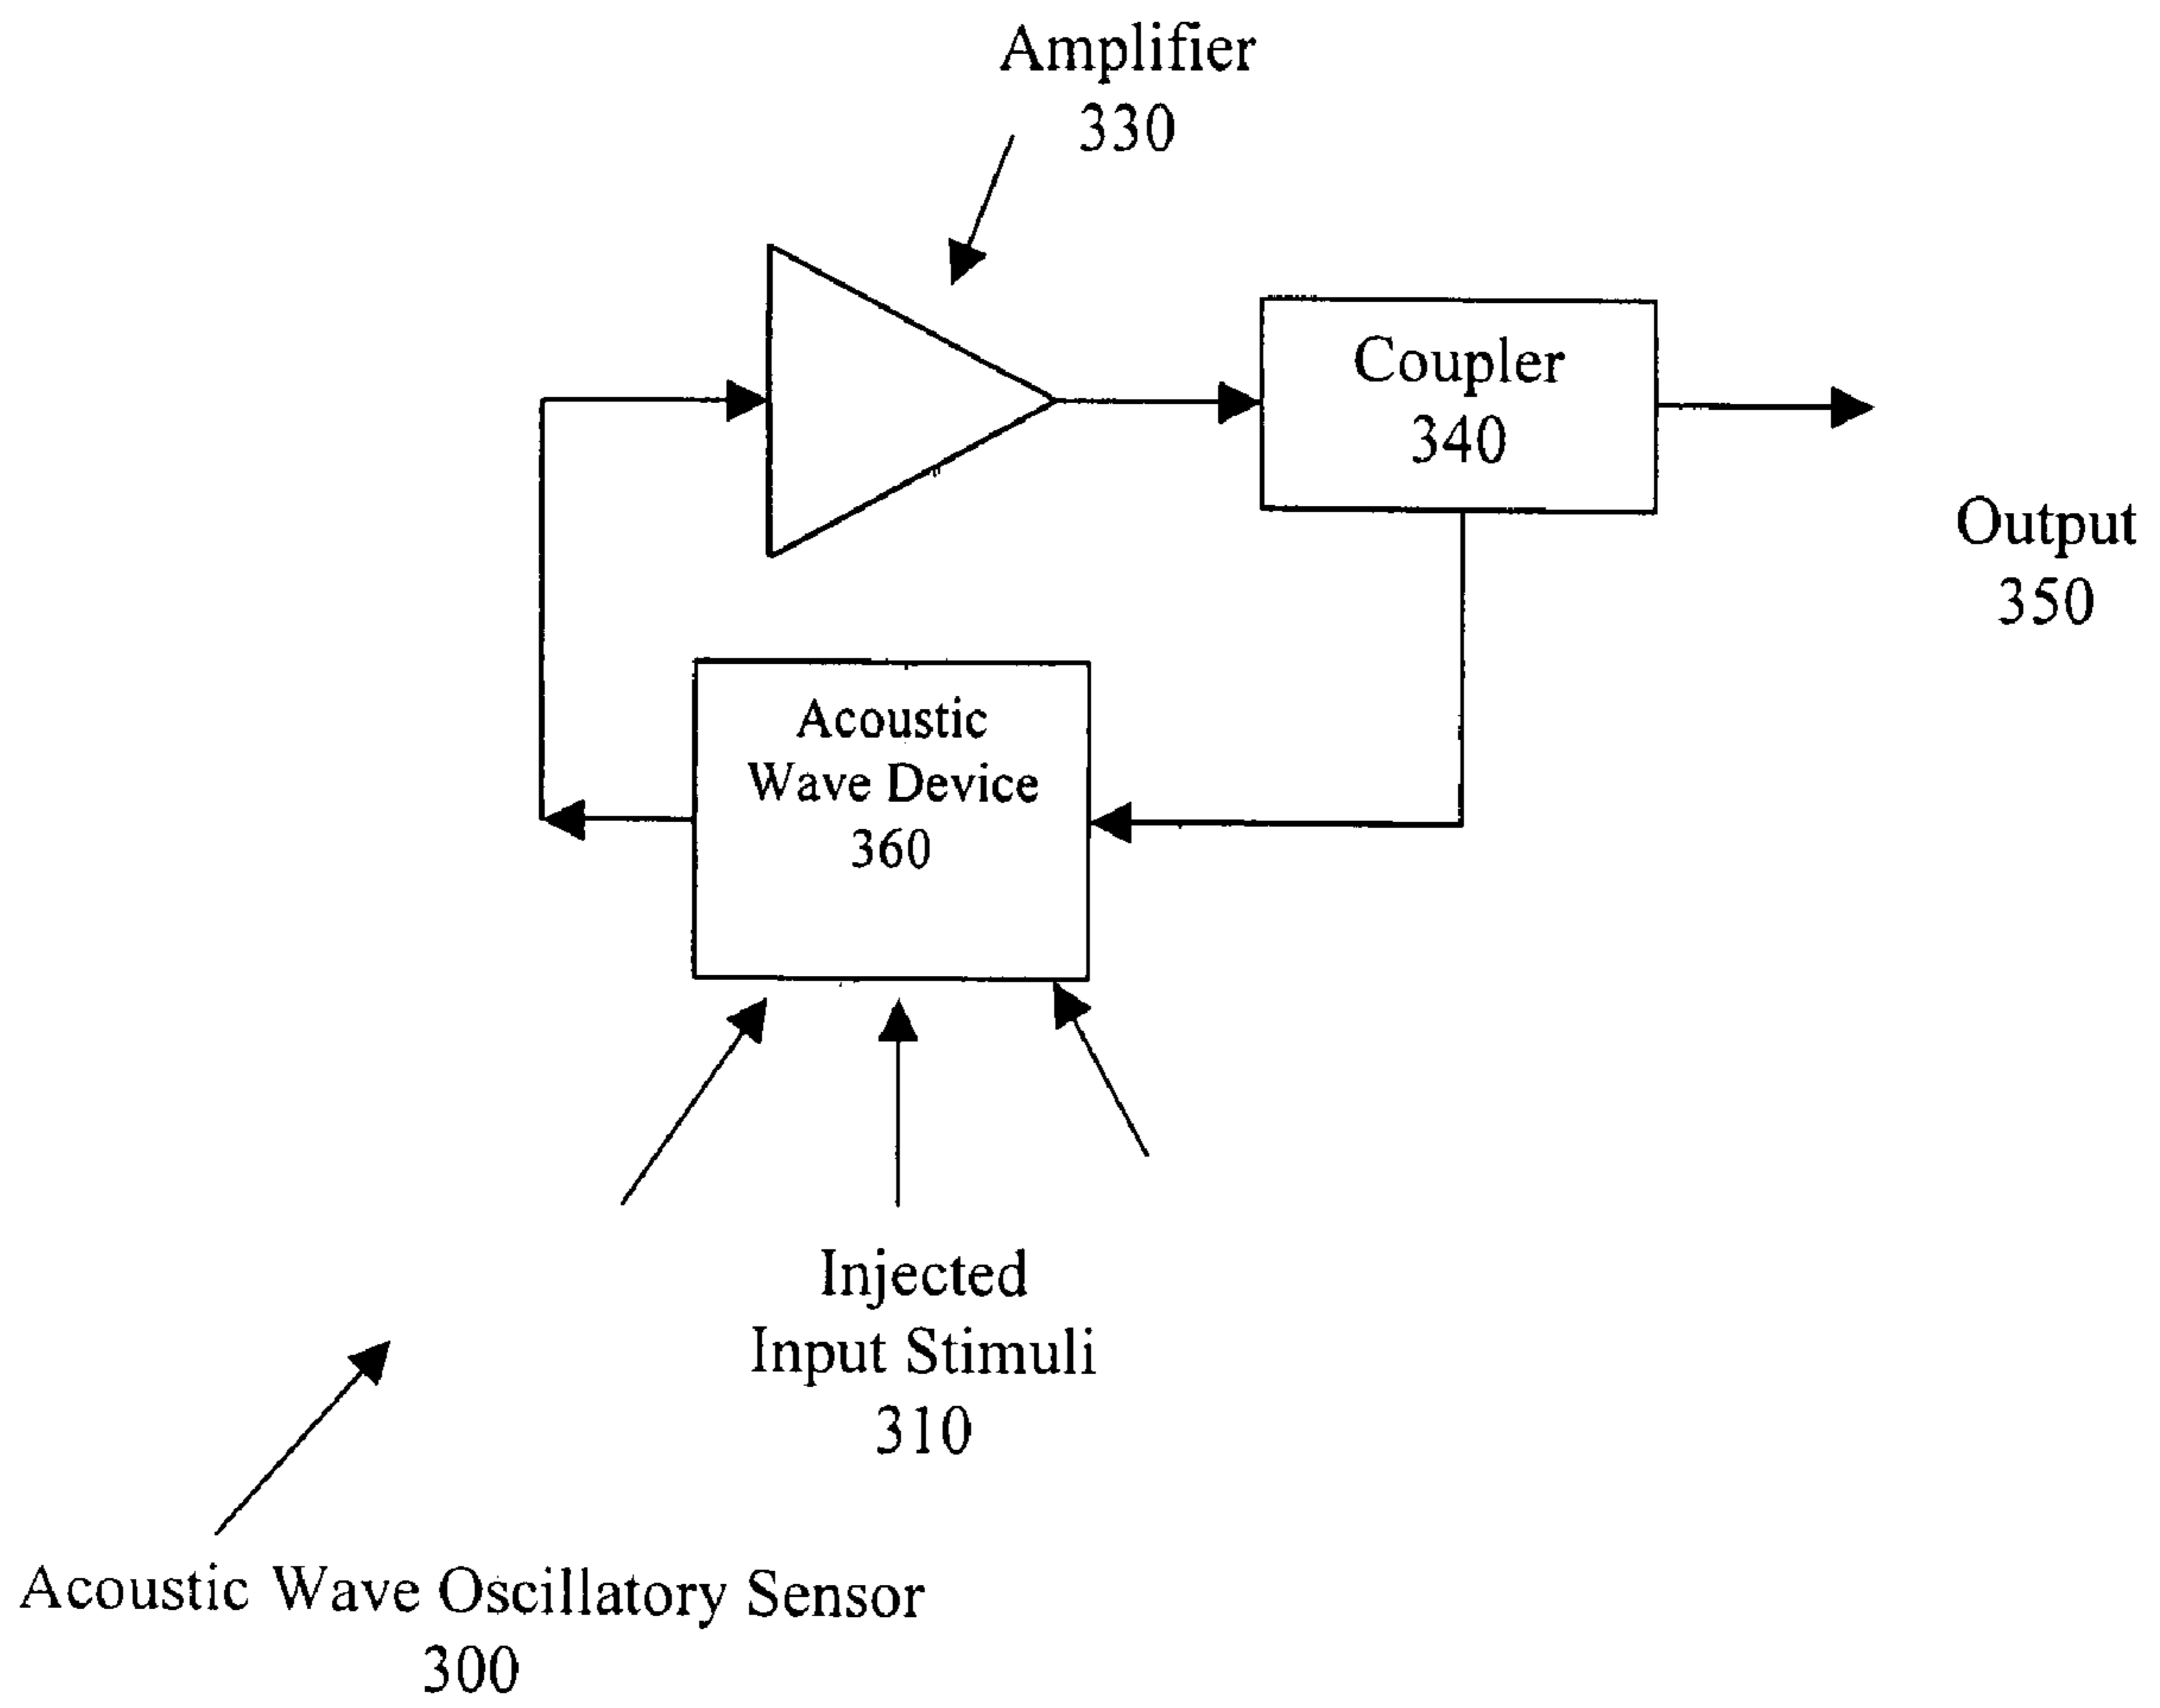 Amplifier
330
Coupler
340
Output
350
Acoustic
Wave Device
360
Injected
Input Stimuli
310
Acoustic Wave Oscillatory Sensor
300